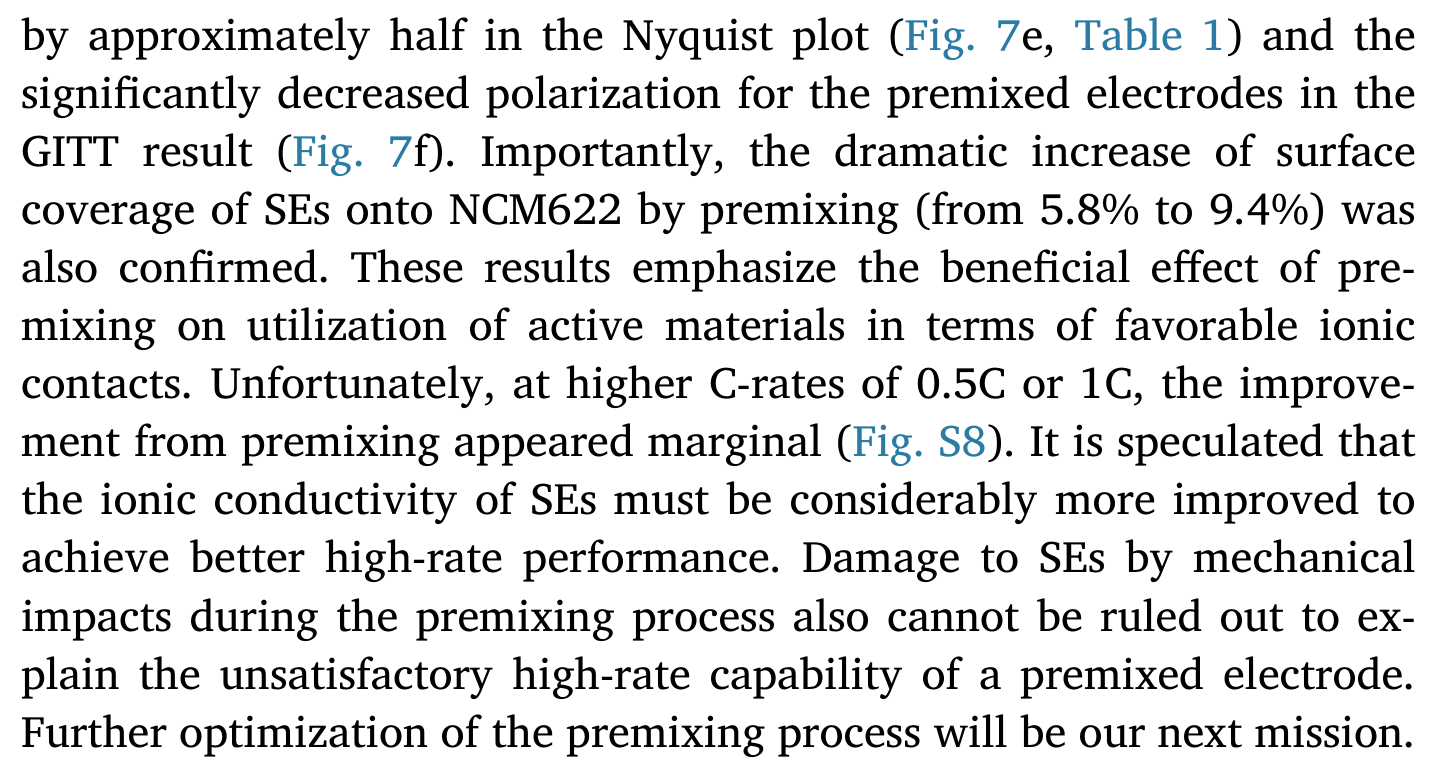 by approximately half in the Nyquist plot (Fig. 7e, Table 1) and the
significantly decreased polarization for the premixed electrodes in the
GITT result (Fig. 7f). Importantly, the dramatic increase of surface
coverage of SEs onto NCM622 by premixing (from 5.8% to 9.4%) was
also confirmed. These results emphasize the beneficial effect of pre-
mixing on utilization of active materials in terms of favorable ionic
contacts. Unfortunately, at higher C-rates of 0.5C or 1C, the improve-
ment from premixing appeared marginal (Fig. S8). It is speculated that
the ionic conductivity of SEs must be considerably more improved to
achieve better high-rate performance. Damage to SEs by mechanical
impacts during the premixing process also cannot be ruled out to ex-
plain the unsatisfactory high-rate capability of a premixed electrode.
Further optimization of the premixing process will be our next mission.